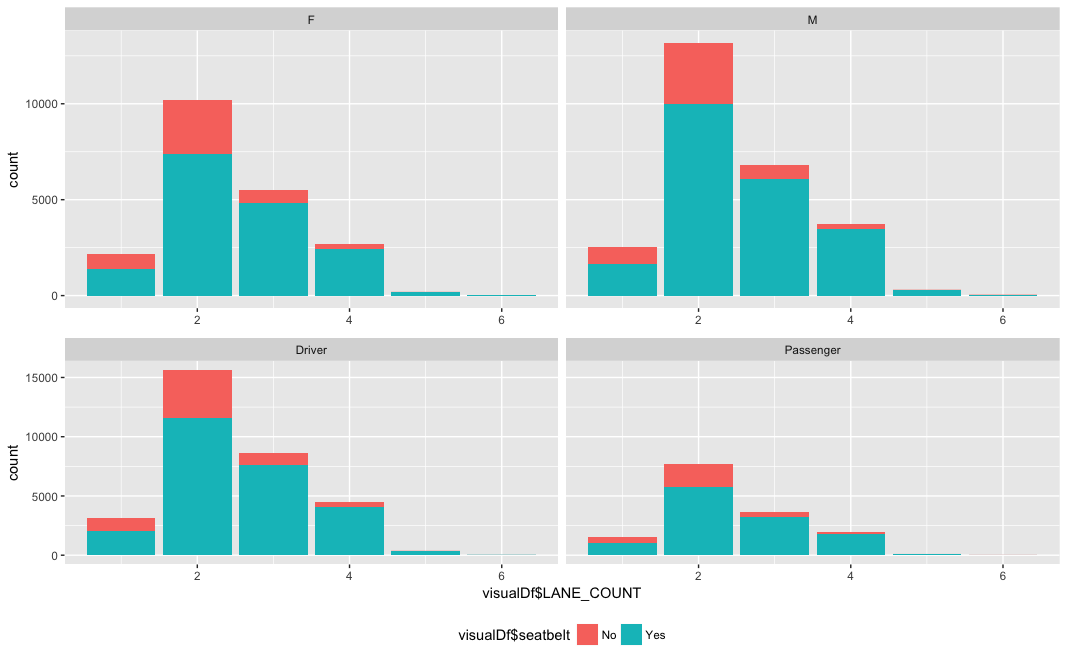 F M
count
10000
5000
0
2 4 6 2 4 6
Driver Passenger
count
15000
10000
5000
0
2 4 6 2 4 6
visualDf$LANE_COUNT
visualDf$seatbelt No Yes